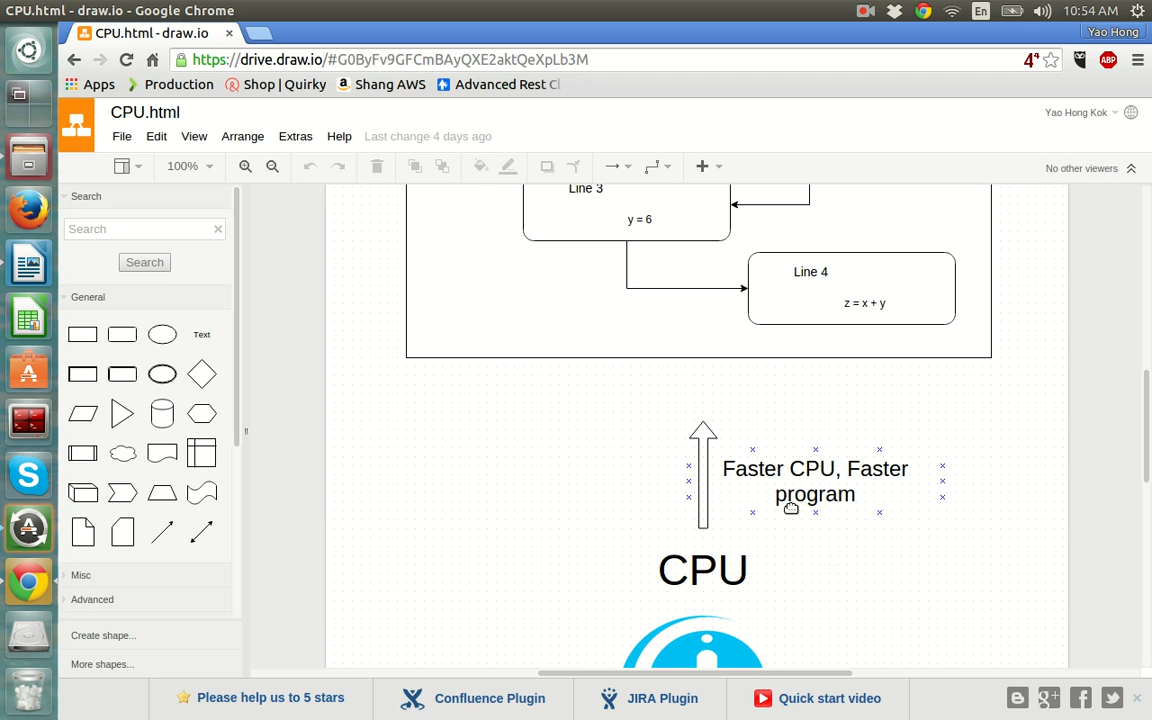 CPU.html - draw.io - Google Chrome
En
10:54 AM
CPU.html - draw.io
Yao Hong
https://drive.draw.io/#G0ByFv9GFCmBAyQXE2aktQeXpLb3M
4
ABP
Apps
Production
Shop | Quirky
a Shang AWS
Advanced Rest Cl
CPU.html
Yao Hong Kok
File Edit View Arrange Extras Help Last change 4 days ago
100%
No other viewers
Search
Search
Search
General
Text
Misc
Advanced
Create shape...
More shapes...
Line 3
y = 6
Line 4
z = x + y
Faster CPU, Faster
program
CPU
Please help us to 5 stars
Confluence Plugin
JIRA Plugin
Quick start video